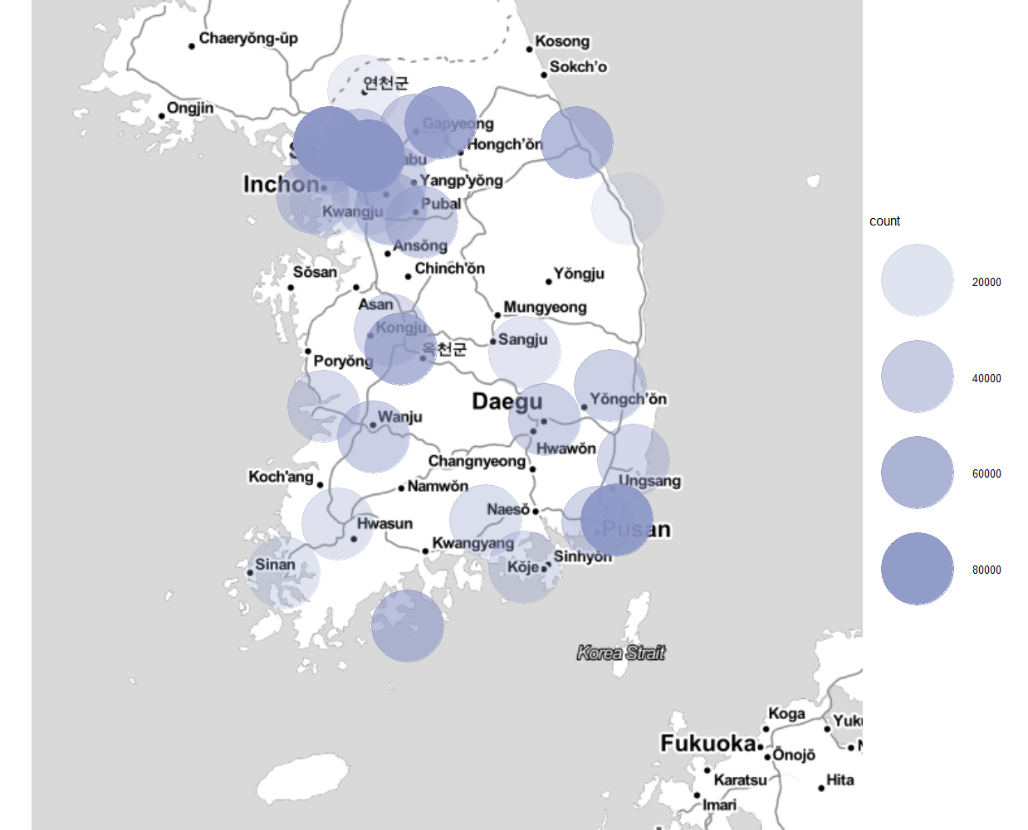 Chaeryŏng-ŭp
Kosong
Sokch'o
연천군
Ongjin
Gapyeong
Hongch'ŏn
Inchon
Yangp'yŏng
Kwangju
Pubal
Ansŏng
Chinch'ŏn
Sŏsan
Yŏngju
Asan
Mungyeong
Kongju
Sangju
옥천군
Poryŏng
Daegu
Yŏngch'ŏn
Wanju
Hwawŏn
Changnyeong
Koch'ang
Namwŏn
Ungsang
Naesŏ
Hwasun
Pusan
Kwangyang
Sinhyŏn
Sinan
Kŏje
Korea Strait
Koga
Yuku
Fukuoka
Ōnojō
Karatsu
Hita
Imari
count
20000
40000
60000
80000